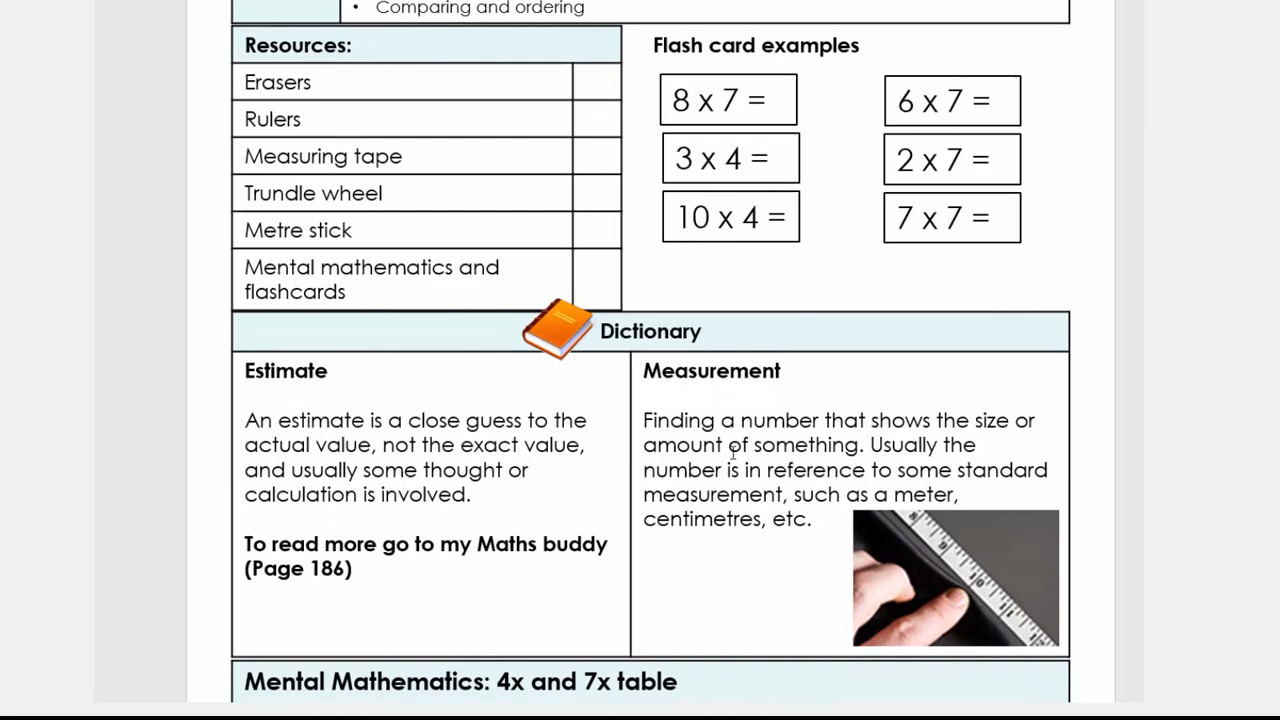 • Comparing and ordering
Resources:
Erasers
Rulers
Measuring tape
Trundle wheel
Metre stick
Mental mathematics and
flashcards
Flash card examples
8 x 7 =
6 x 7 =
3 x 4 =
2 x 7 =
10 x 4 =
7 x 7 =
Dictionary
Estimate
An estimate is a close guess to the
actual value, not the exact value,
and usually some thought or
calculation is involved.
To read more go to my Maths buddy
(Page 186)
Measurement
Finding a number that shows the size or
amount of something. Usually the
number is in reference to some standard
measurement, such as a meter,
centimetres, etc.
Mental Mathematics: 4x and 7x table